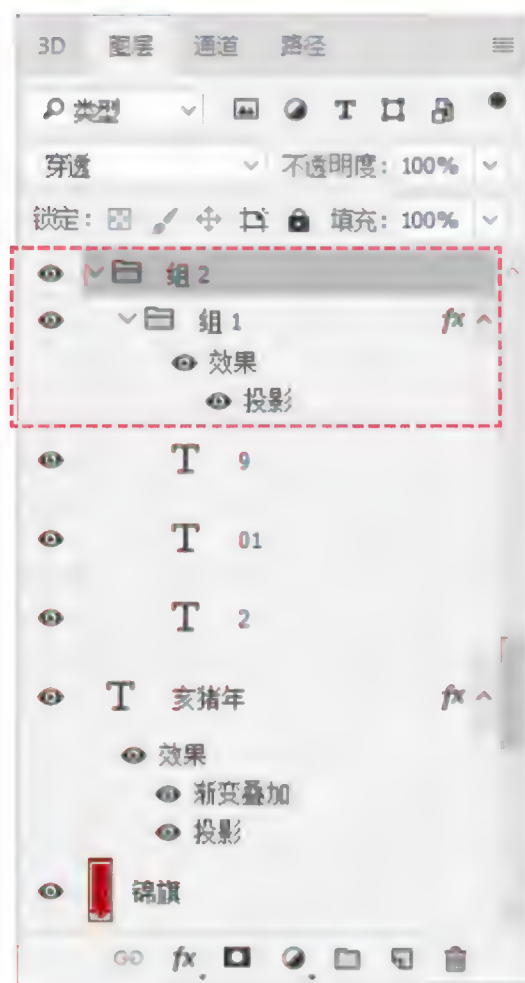 3D 图层 通道 路径
类型
穿透 不透明度: 100%
锁定: 填充: 100%
组 2
组 1 fx
效果
投影
T 9
T 01
T 2
T 亥猪年 fx
效果
渐变叠加
投影
锦旗
fx